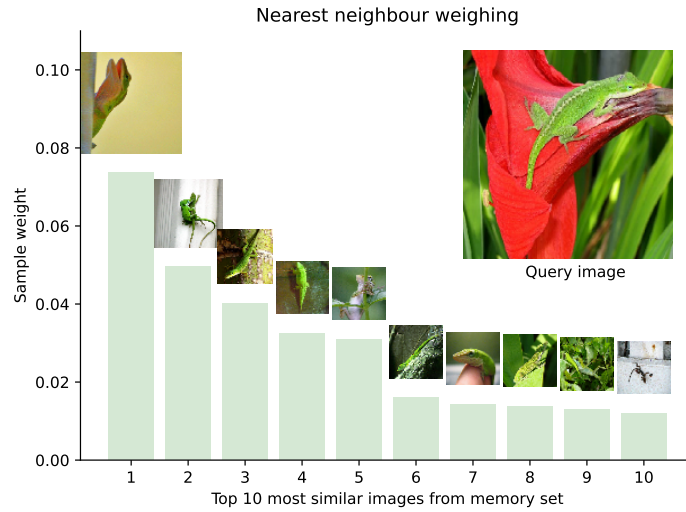 Nearest neighbour weighing
0.10
0.08
0.06
0.04
0.02
0.00
Sample weight
Query image
1 2 3 4 5 6 7 8 9 10
Top 10 most similar images from memory set